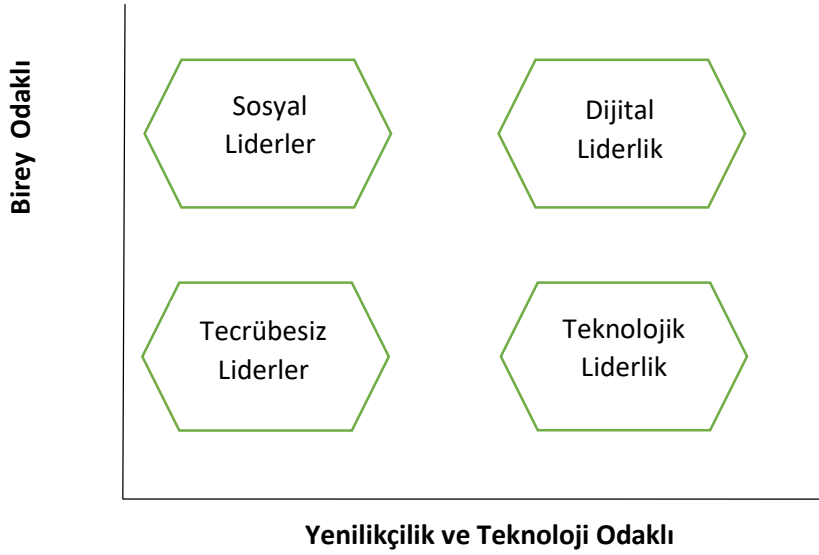 Birey Odaklı
Sosyal
Liderler
Dijital
Liderlik
Tecrübesiz
Liderler
Teknolojik
Liderlik
Yenilikçilik ve Teknoloji Odaklı